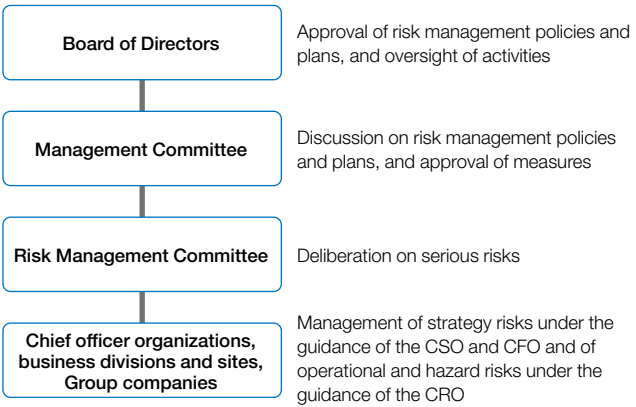 Board of Directors
Approval of risk management policies and
plans, and oversight of activities
Management Committee
Discussion on risk management policies
and plans, and approval of measures
Risk Management Committee
Deliberation on serious risks
Chief officer organizations,
business divisions and sites,
Group companies
Management of strategy risks under the
guidance of the CSO and CFO and of
operational and hazard risks under the
guidance of the CRO